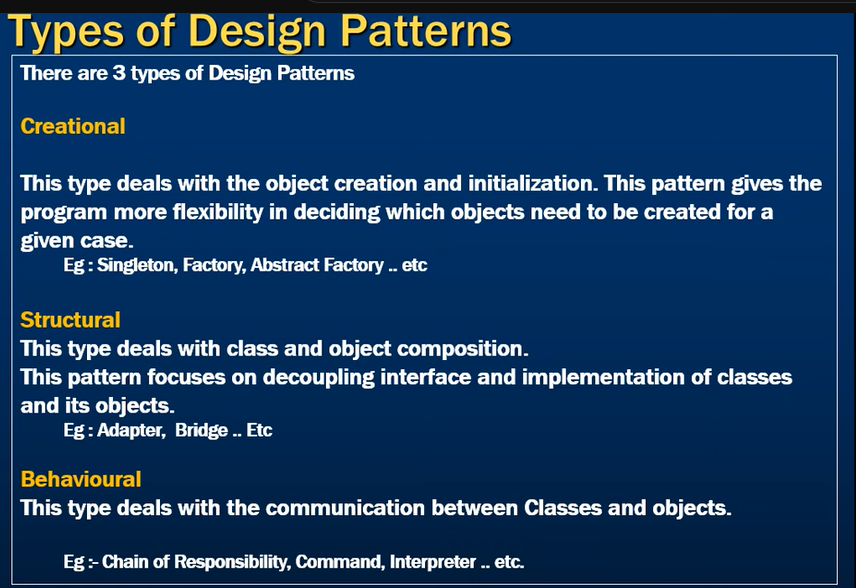 Types of Design Patterns
There are 3 types of Design Patterns
Creational
This type deals with the object creation and initialization. This pattern gives the
program more flexibility in deciding which objects need to be created for a
given case.
Eg : Singleton, Factory, Abstract Factory .. etc
Structural
This type deals with class and object composition.
This pattern focuses on decoupling interface and implementation of classes
and its objects.
Eg : Adapter, Bridge .. Etc
Behavioural
This type deals with the communication between Classes and objects.
Eg :- Chain of Responsibility, Command, Interpreter .. etc.